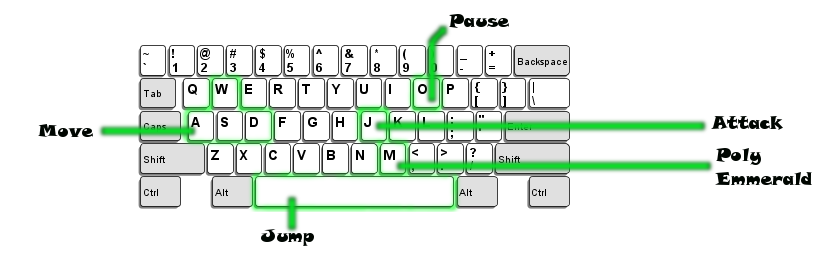 Pause
~ ! @ # $ % ^ & * ( _ +
` 1 2 3 4 5 6 7 8 9 0 - = Backspace
Tab Q W E R T Y U I O P { } |
[ ] \
Move Caps A S D F G H J K L : " Enter Attack
; '
Shift Z X C V B N M < > ? Shift Poly
, . / Emmerald
Ctrl Alt Alt Ctrl
Jump